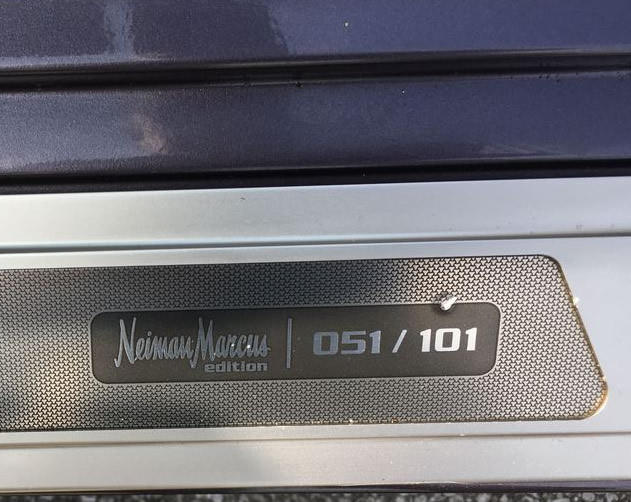 Neiman Marcus | 051 / 101
edition